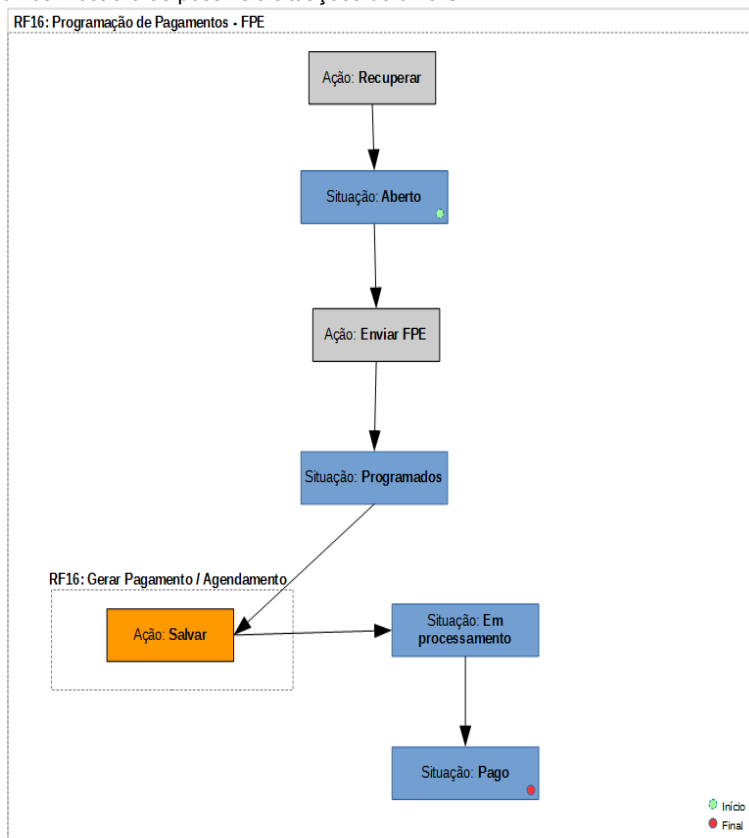 RF16: Programação de Pagamentos - FPE
Ação: Recuperar
Situação: Aberto
Ação: Enviar FPE
Situação: Programados
RF16: Gerar Pagamento / Agendamento
Ação: Salvar
Situação: Em
processamento
Situação: Pago
Início
Final